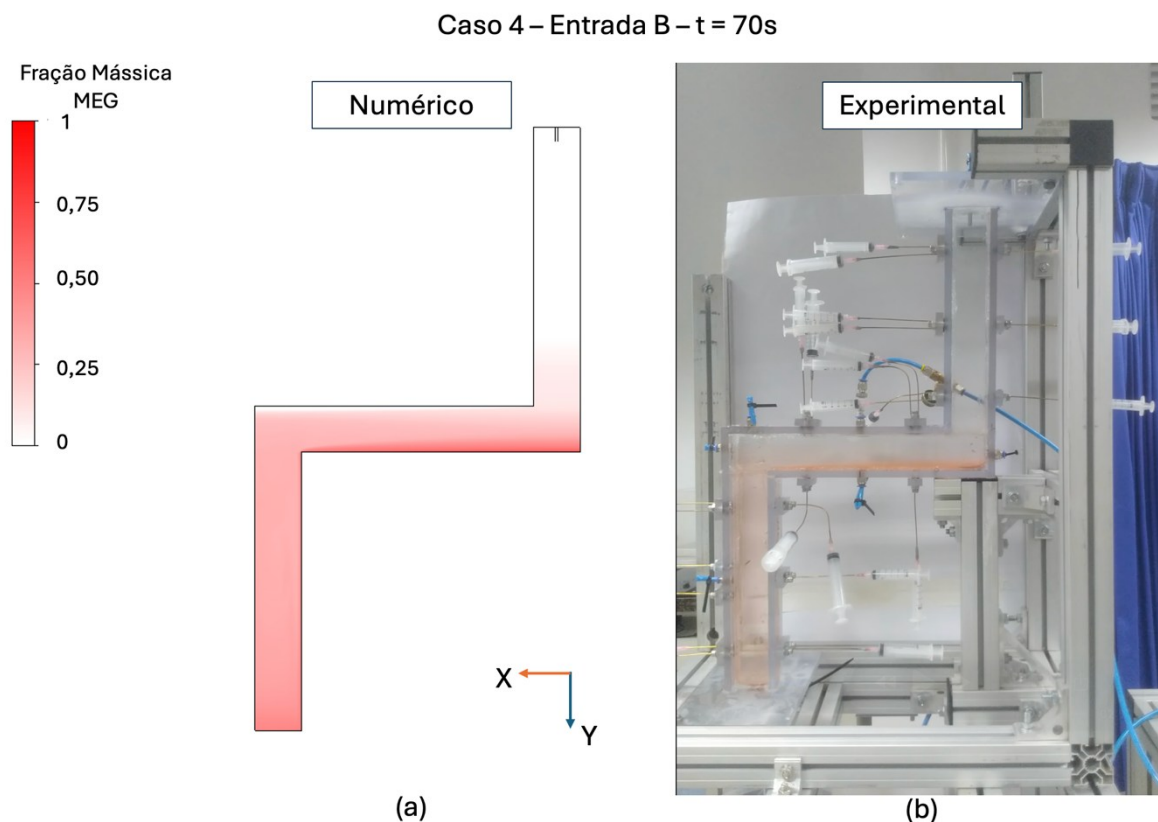 Caso 4 – Entrada B – t = 70s
Fração Mássica
MEG
1
0,75
0,50
0,25
0
Numérico
Experimental
X
Y
(a)
(b)